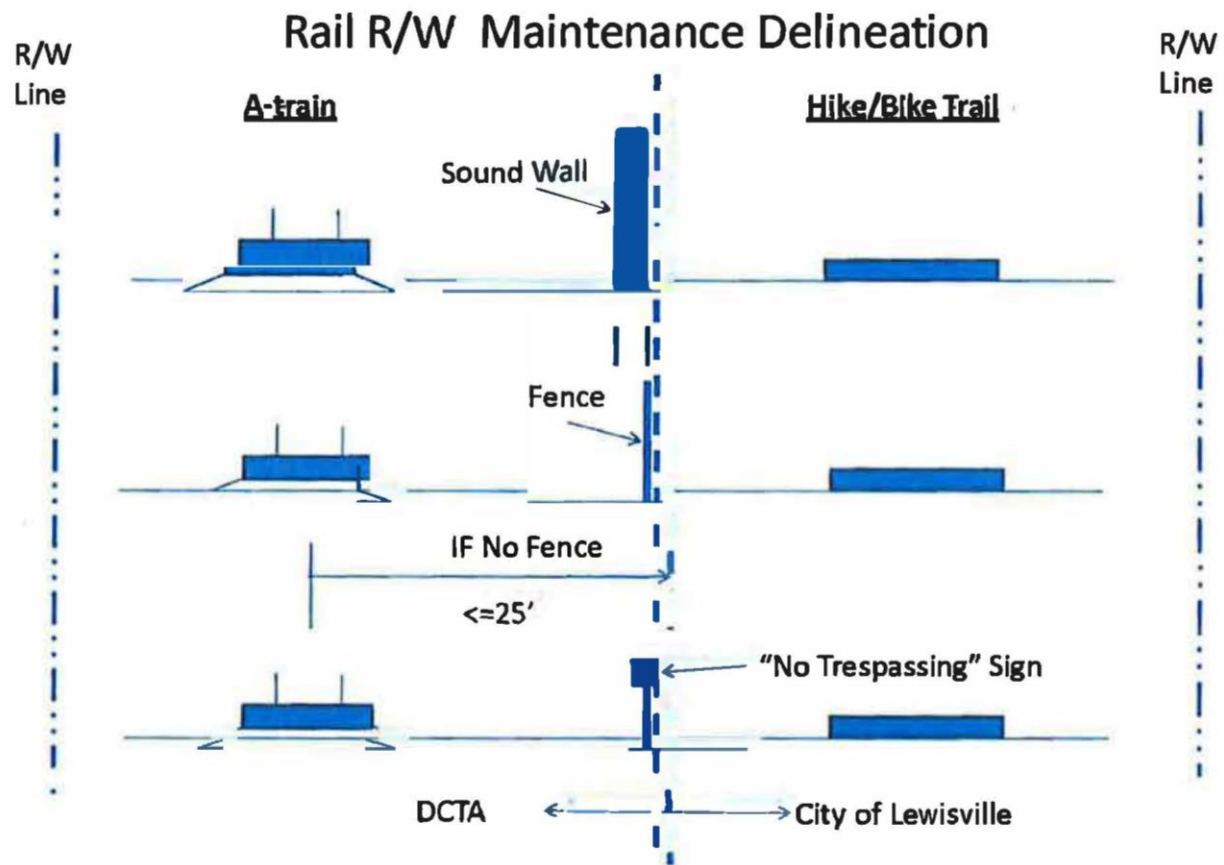 Rail R/W Maintenance Delineation
R/W
Line
R/W
Line
A-train
Hike/Bike Trail
Sound Wall
Fence
IF No Fence
<=25'
“No Trespassing” Sign
DCTA
City of Lewisville